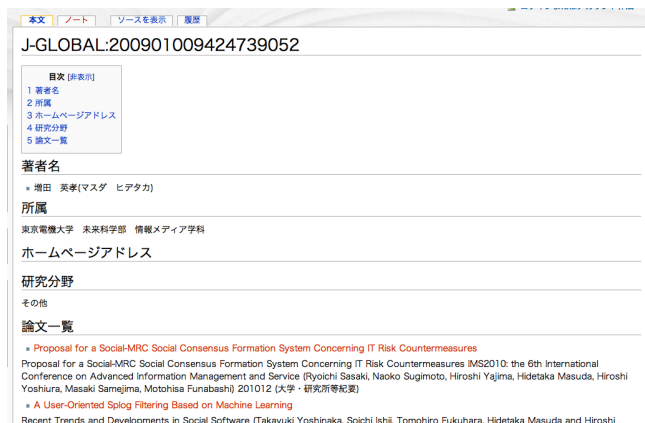 本文 ノート ソースを表示 履歴
J-GLOBAL:200901009424739052
目次 [非表示]
1 著者名
2 所属
3 ホームページアドレス
4 研究分野
5 論文一覧
著者名
増田 英孝(マスダ ヒデタカ)
所属
東京電機大学 未来科学部 情報メディア学科
ホームページアドレス
研究分野
その他
論文一覧
Proposal for a Social-MRC Social Consensus Formation System Concerning IT Risk Countermeasures
Proposal for a Social-MRC Social Consensus Formation System Concerning IT Risk Countermeasures IMS2010: the 6th International
Conference on Advanced Information Management and Service (Ryoichi Sasaki, Naoko Sugimoto, Hiroshi Yajima, Hidetaka Masuda, Hiroshi
Yoshiura, Masaki Samejima, Motohisa Funabashi) 201012 (大学・研究所等紀要)
A User-Oriented Splog Filtering Based on Machine Learning
Recent Trends and Developments in Social Software (Takayuki Yoshinaka, Soichi Ishii, Tomohiro Fukuhara, Hidetaka Masuda and Hiroshi